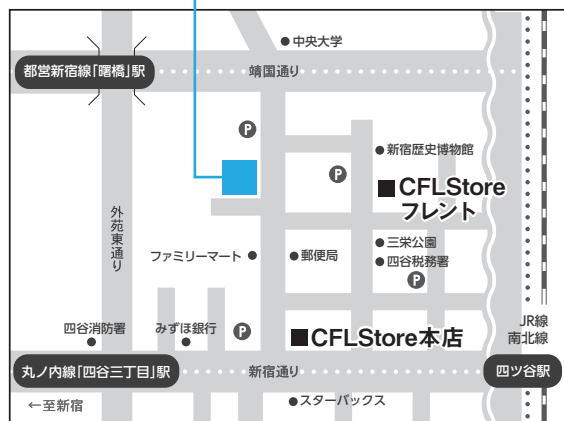 中央大学
都営新宿線「曙橋」駅
靖国通り
P
新宿歴史博物館
P
CFLStore
フレント
外苑東通り
三栄公園
ファミリーマート
郵便局
四谷税務署
P
四谷消防署
みずほ銀行
P
CFLStore本店
JR線
南北線
丸ノ内線「四谷三丁目」駅
新宿通り
四ツ谷駅
←至新宿
スターバックス